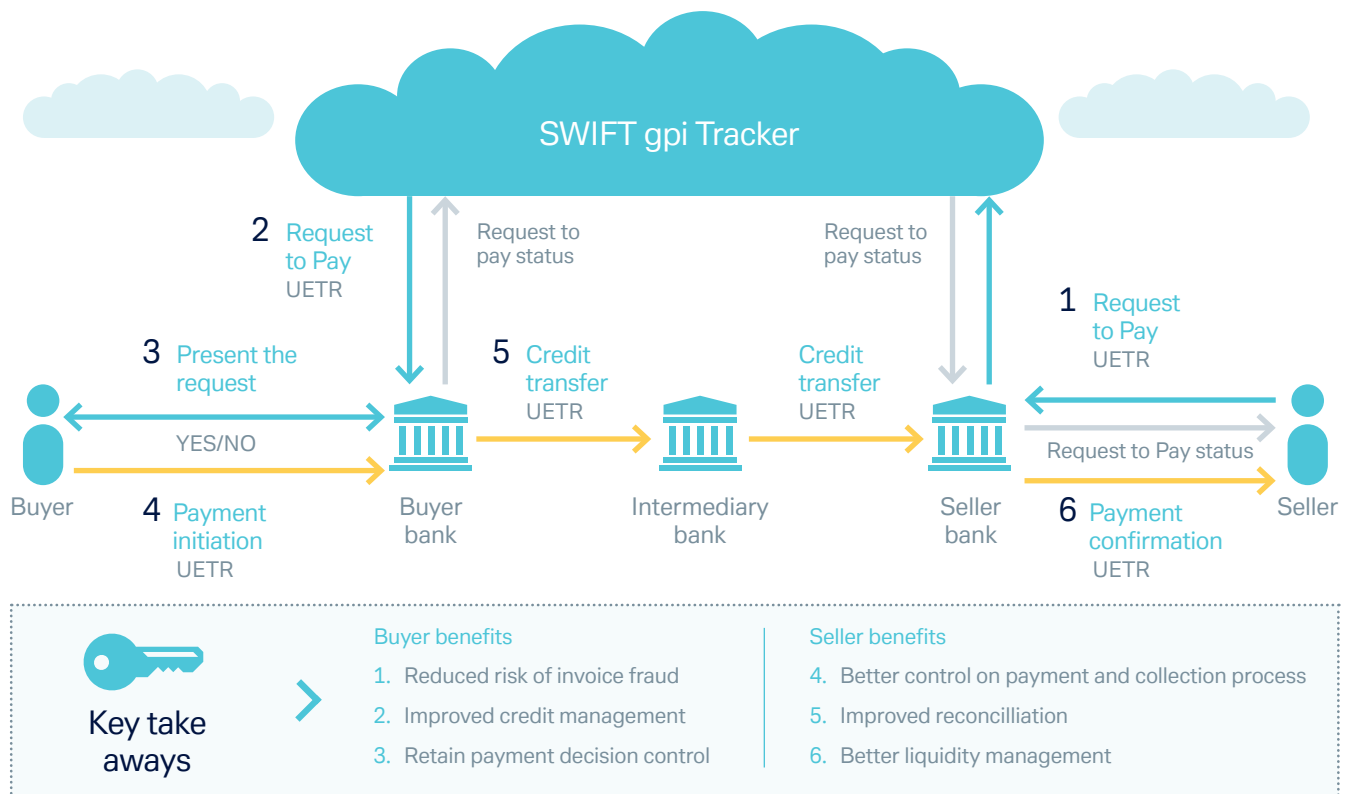 SWIFT gpi Tracker
2 Request
to Pay
UETR
Request to
pay status
Request to
pay status
1 Request
to Pay
UETR
3 Present the
request
YES/NO
5 Credit
transfer
UETR
Credit
transfer
UETR
Request to Pay status
Buyer
4 Payment
initiation
UETR
Buyer
bank
Intermediary
bank
Seller
bank
6 Payment
confirmation
UETR
Seller
Key take
aways
Buyer benefits
1. Reduced risk of invoice fraud
2. Improved credit management
3. Retain payment decision control
Seller benefits
4. Better control on payment and collection process
5. Improved reconcilliation
6. Better liquidity management